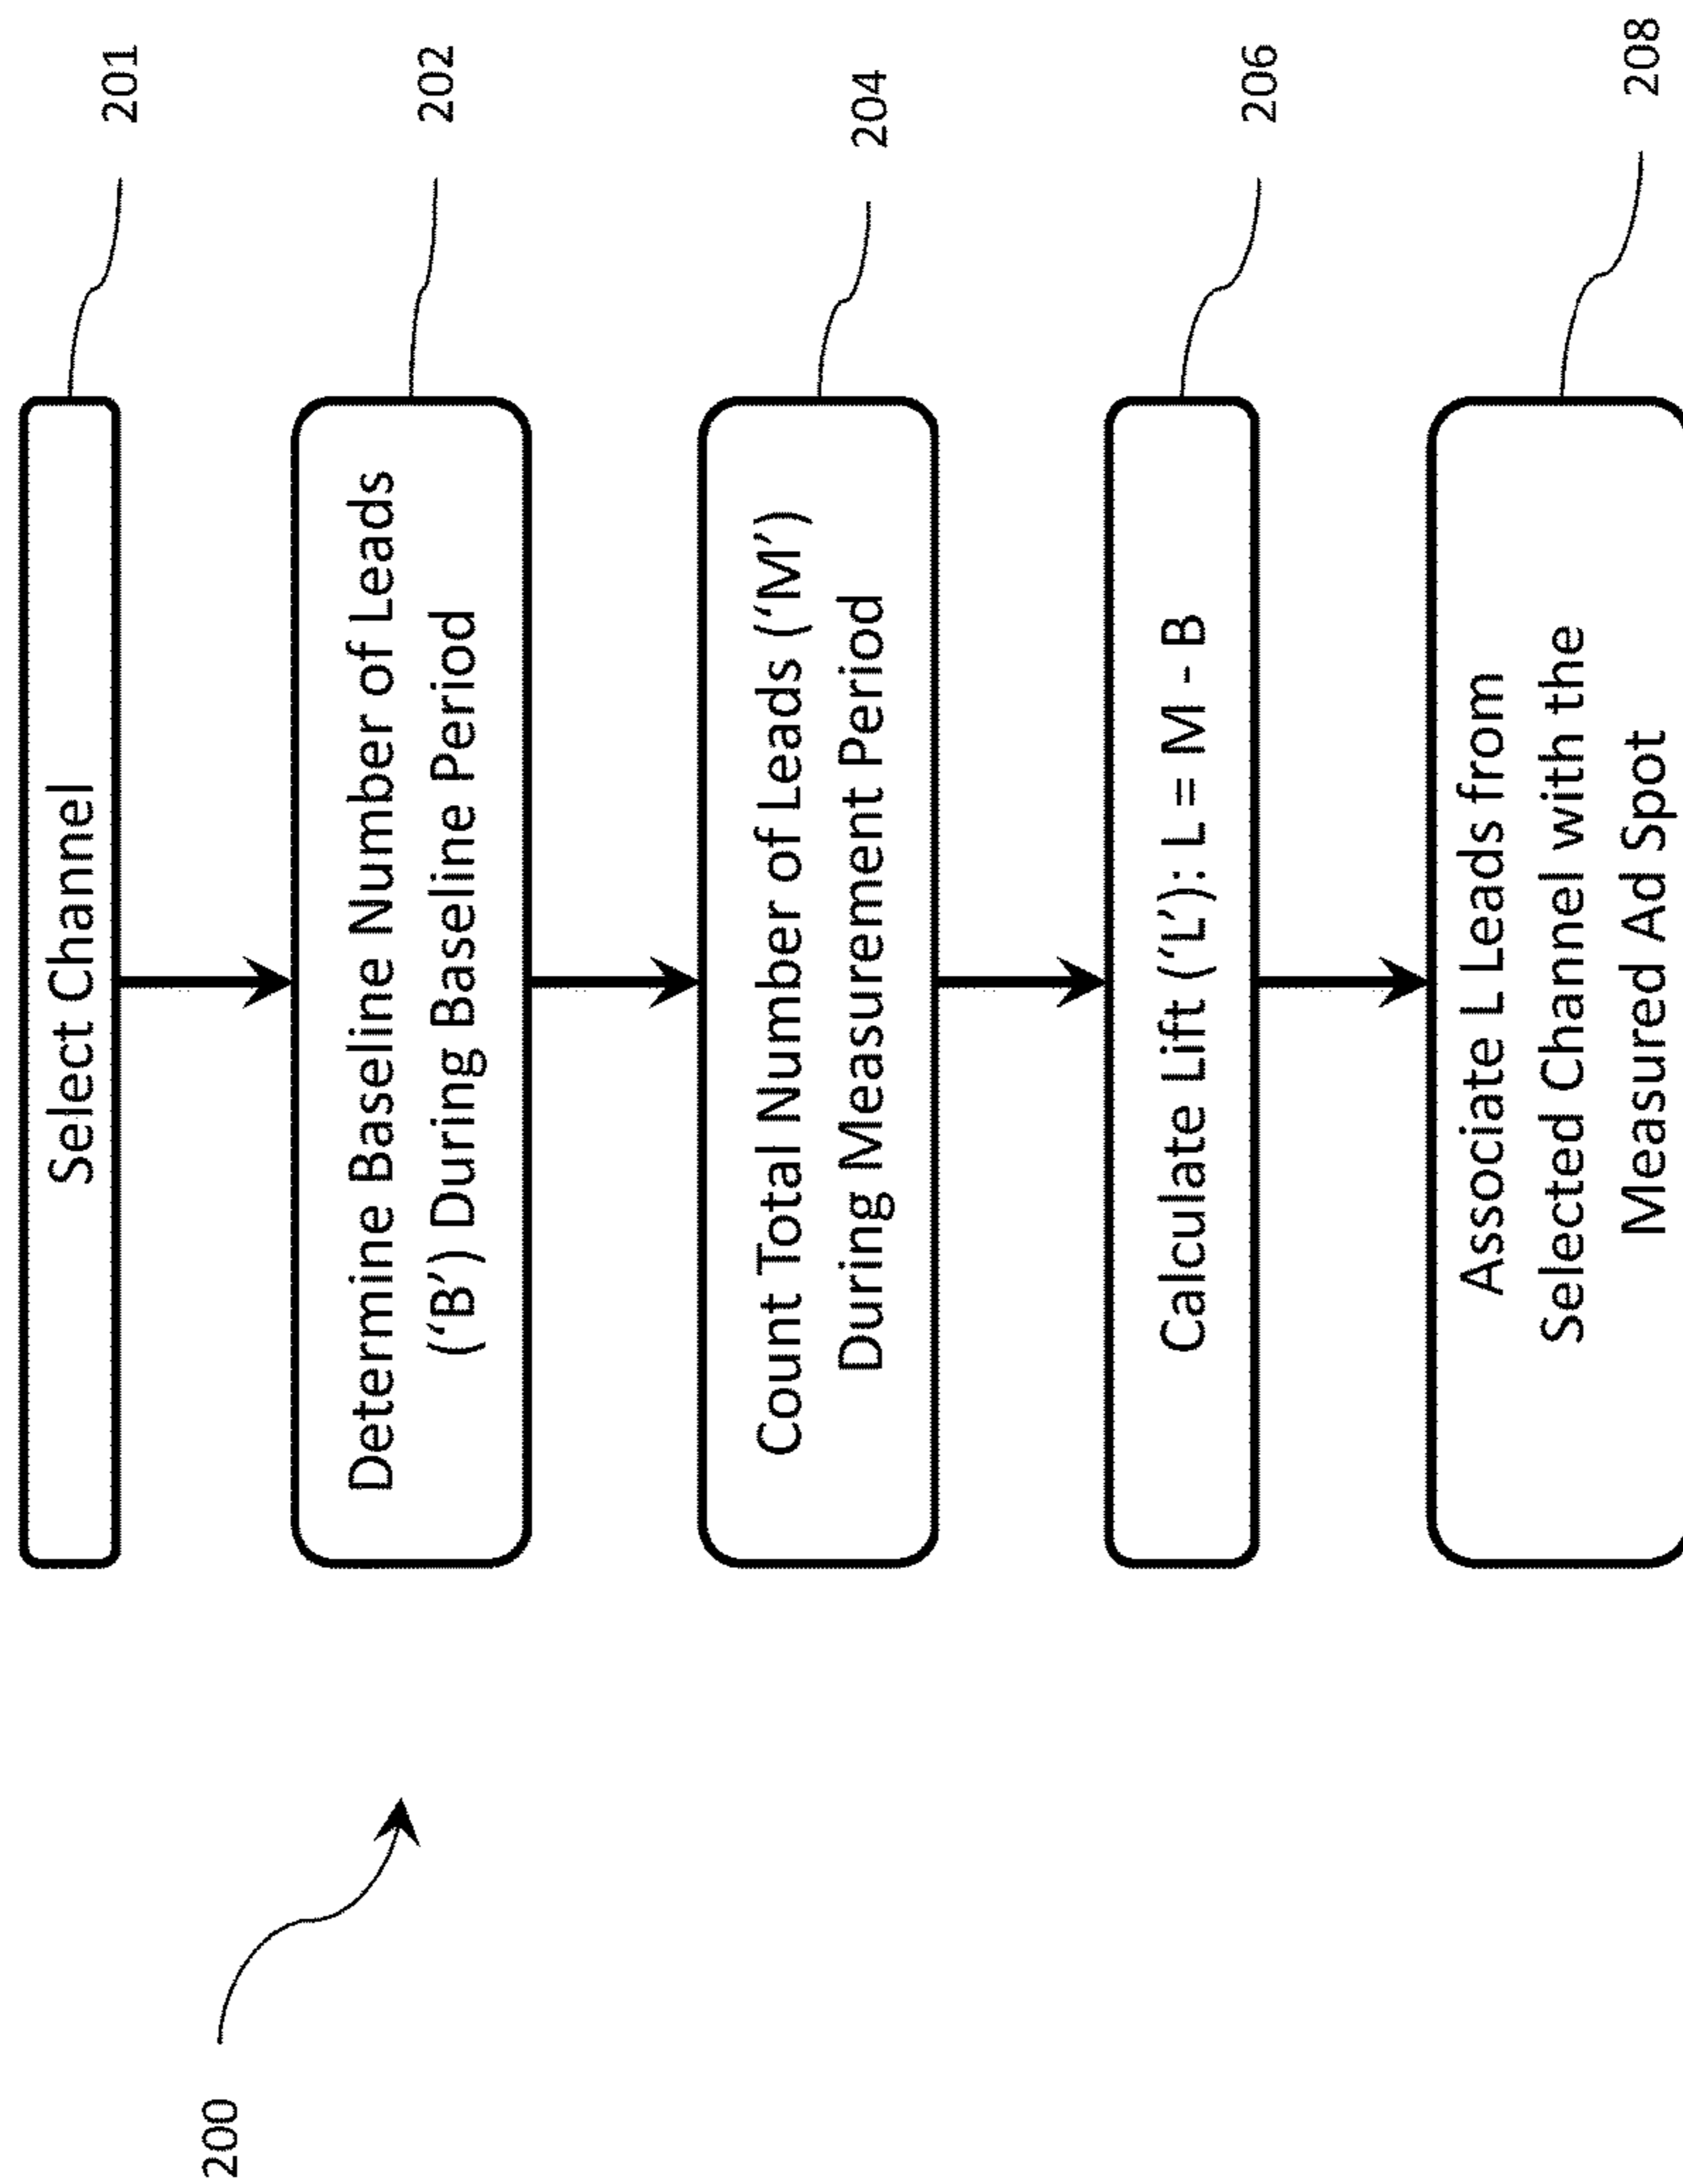 200
Select Channel
201
Determine Baseline Number of Leads
(‘B’) During Baseline Period
202
Count Total Number of Leads (‘M’)
During Measurement Period
204
Calculate Lift (‘L’): L = M - B
206
Associate L Leads from
Selected Channel with the
Measured Ad Spot
208